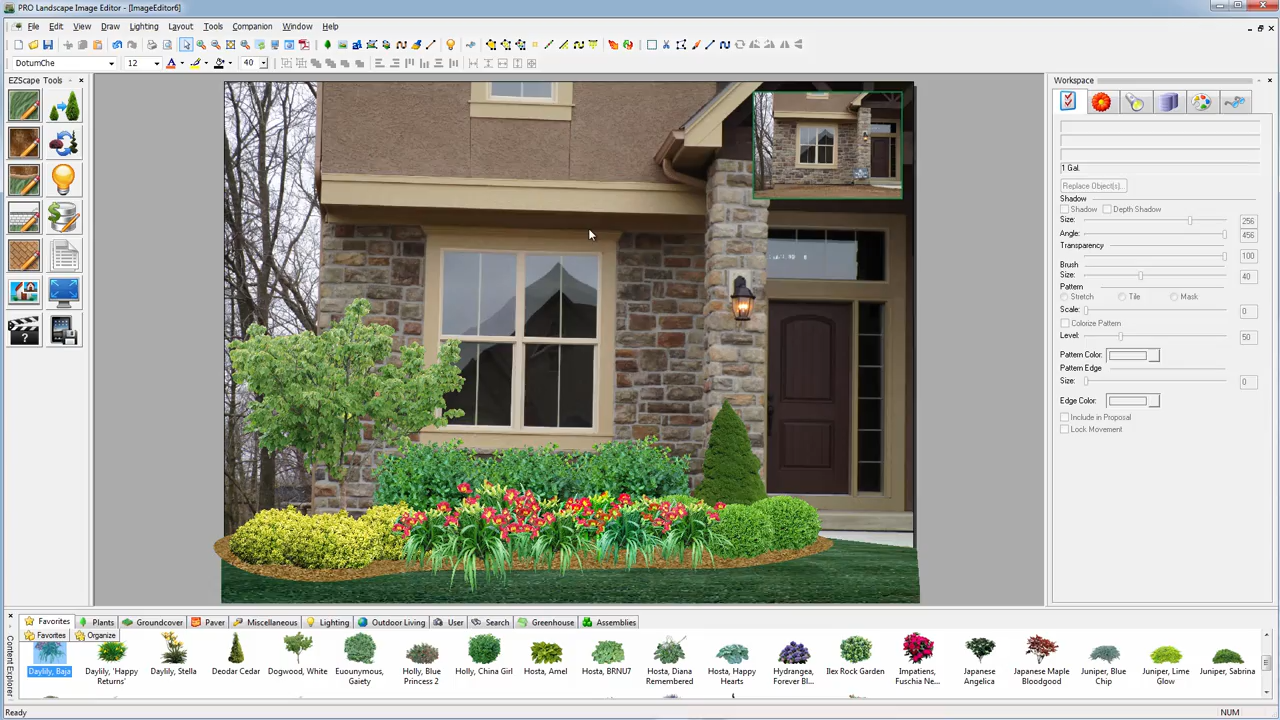 PRO Landscape Image Editor - [ImageEditor6]
File Edit View Draw Lighting Layout Tools Custom Companion Window Help
DotumChe 12 A 40
EZScape Tools
Workspace
1 Gal.
Replace Object(s)...
Shadow
Shadow Depth Shadow
Size: 256
Angle: 456
Transparency
100
Brush
Size: 40
Pattern
Stretch Tile Mask
Scale: 0
Colorize Pattern
Level: 50
Pattern Color:
Pattern Edge
Size: 0
Edge Color:
Include in Proposal
Lock Movement
Content Explorer
Favorites Plants Groundcover Paver Miscellaneous Lighting Outdoor Living User Search Greenhouse Assemblies
Favorites Organize
Daylily, Baja
Daylily, 'Happy Returns'
Daylily, Stella
Deodar Cedar
Dogwood, White
Euounymous, Gaiety
Holly, Blue Princess 2
Holly, China Girl
Hosta, Amel
Hosta, BRNU7
Hosta, Diana Remembered
Hosta, Happy Hearts
Hydrangea, Forever Bl...
Ilex Rock Garden
Impatiens, Fuschia Ne...
Japanese Angelica
Japanese Maple Bloodgood
Juniper, Blue Chip
Juniper, Lime Glow
Juniper, Sabrina
Ready NUM